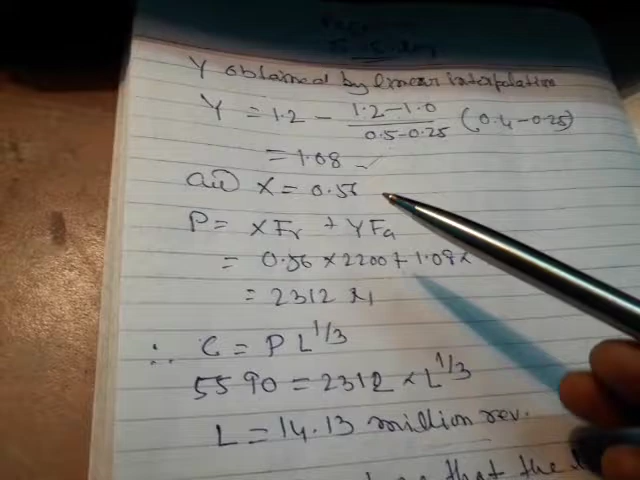 Y obtained by linear interpolation
Y = 1.2 - (1.2-1.0)/(0.5-0.25) (0.4-0.25)
= 1.08 ✓
and X = 0.56
P = XFr + YFa
= 0.56 × 2200 + 1.08 ×
= 2312 N
∴ C = P L^1/3
5590 = 2312 × L^1/3
L = 14.13 million rev.
that the